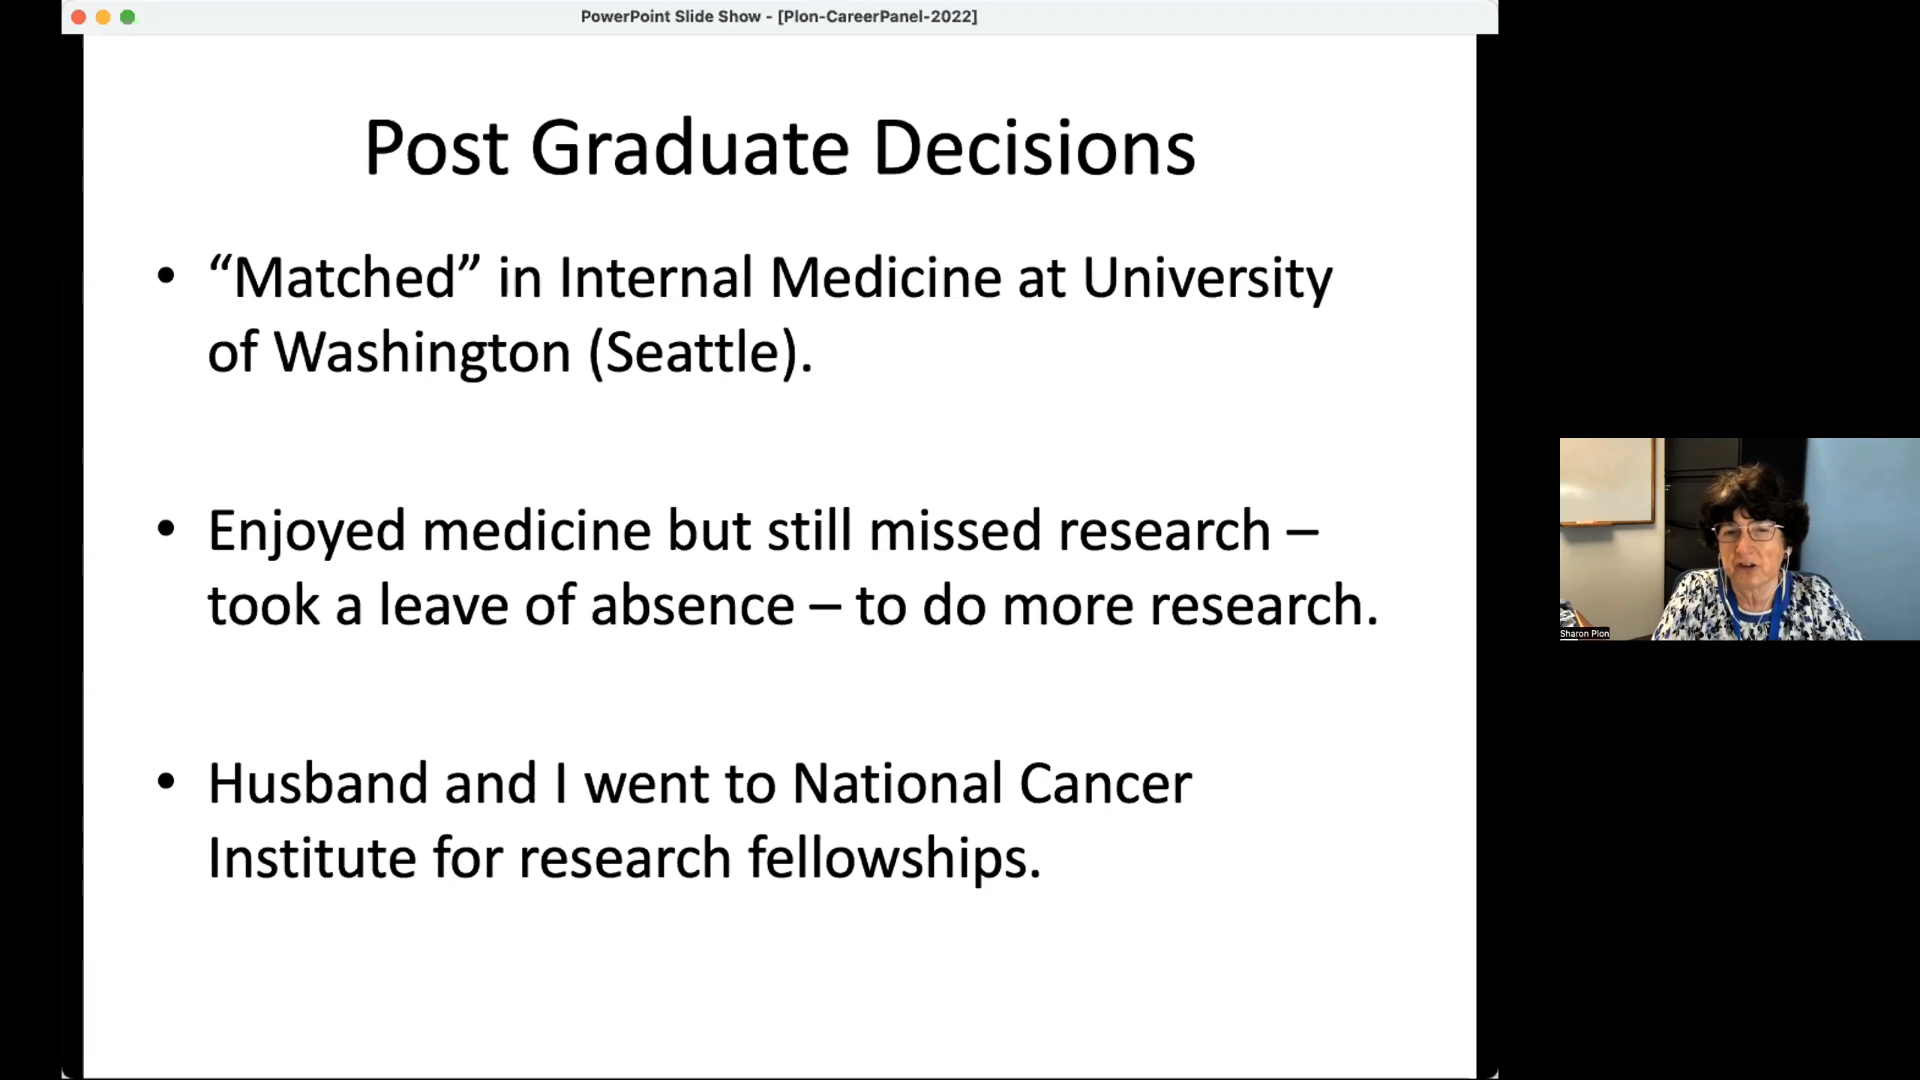 PowerPoint Slide Show - [Plon-CareerPanel-2022]
Post Graduate Decisions
• “Matched” in Internal Medicine at University
of Washington (Seattle).
• Enjoyed medicine but still missed research –
took a leave of absence – to do more research.
• Husband and I went to National Cancer
Institute for research fellowships.
Sharon Plon